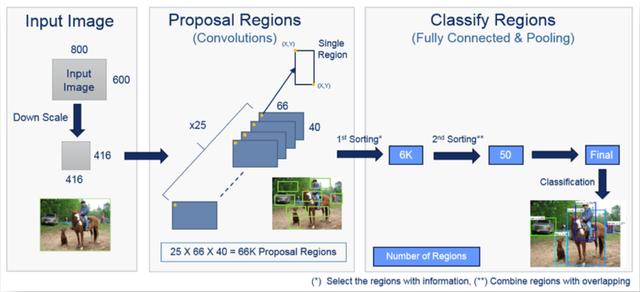 Input Image
800
Input
Image
600
Down Scale
416
416
Proposal Regions
(Convolutions)
(X,Y)
Single
Region
(X,Y)
x25
66
40
25 X 66 X 40 = 66K Proposal Regions
Classify Regions
(Fully Connected & Pooling)
1st Sorting*
6K
2nd Sorting**
50
Final
Classification
Number of Regions
(*) Select the regions with information, (**) Combine regions with overlapping